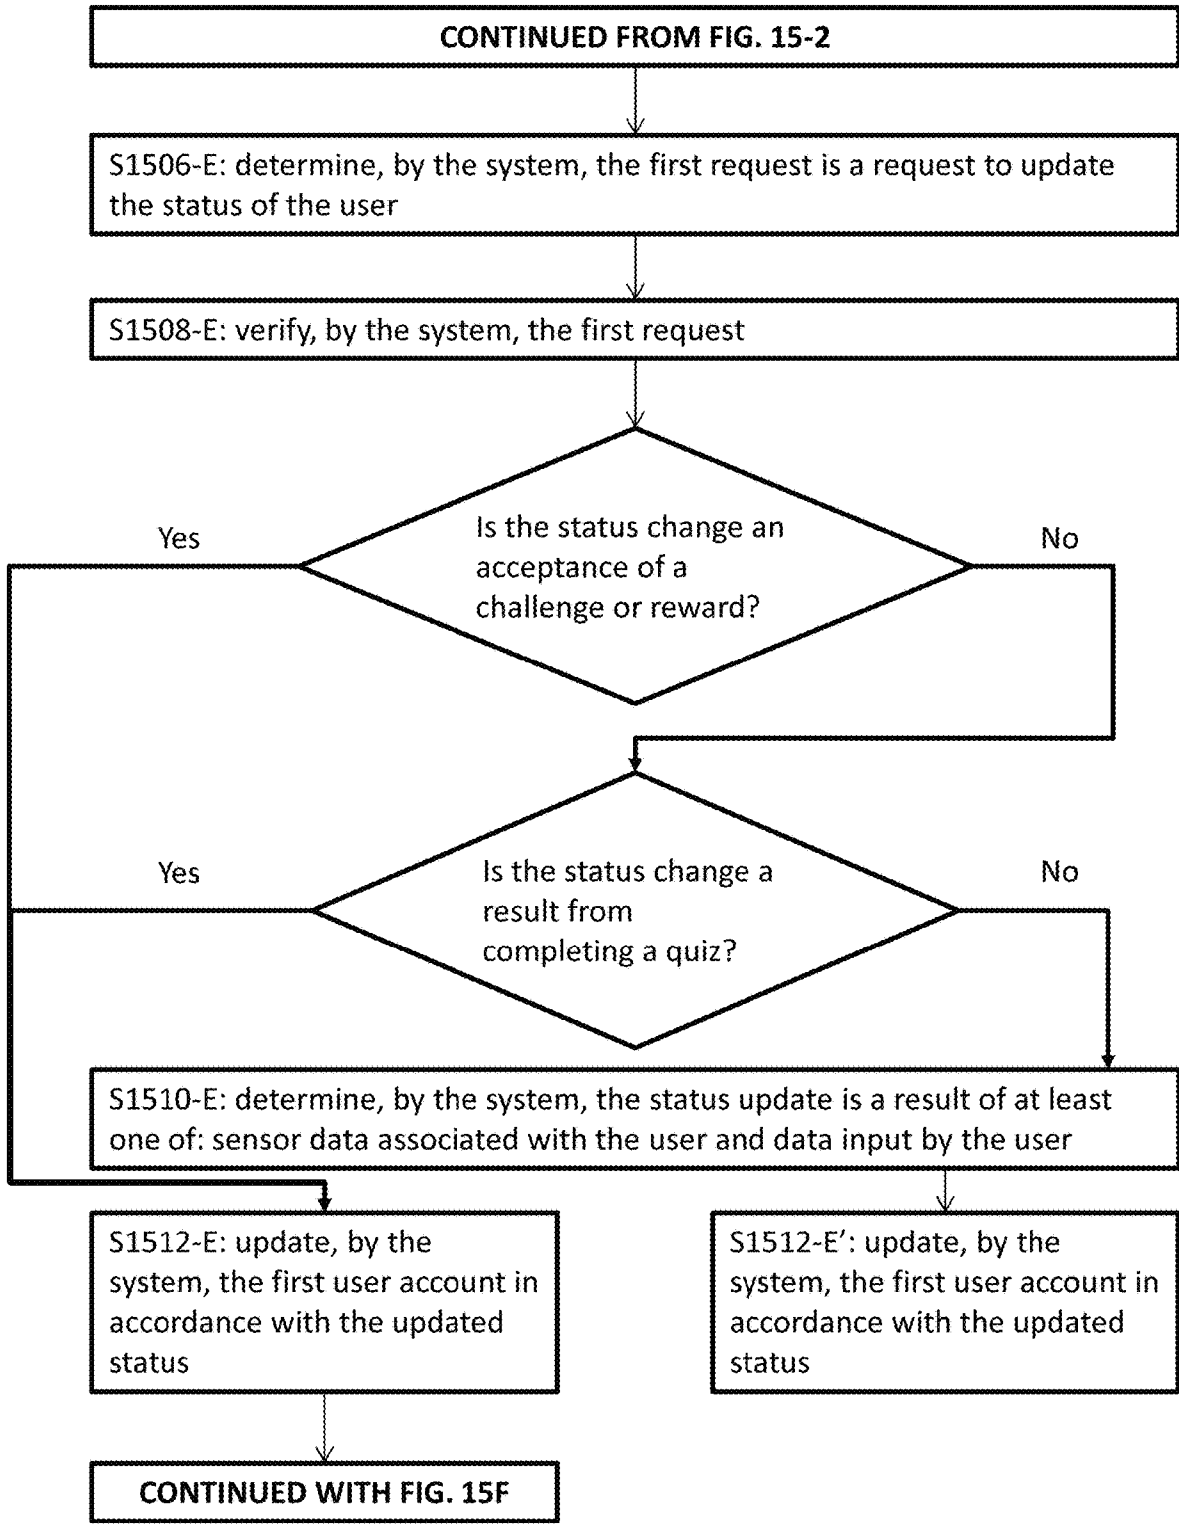 CONTINUED FROM FIG. 15-2
S1506-E: determine, by the system, the first request is a request to update
the status of the user
S1508-E: verify, by the system, the first request
Yes
Is the status change an
acceptance of a
challenge or reward?
No
Yes
Is the status change a
result from
completing a quiz?
No
S1510-E: determine, by the system, the status update is a result of at least
one of: sensor data associated with the user and data input by the user
S1512-E: update, by the
system, the first user account in
accordance with the updated
status
S1512-E’: update, by the
system, the first user account in
accordance with the updated
status
CONTINUED WITH FIG. 15F